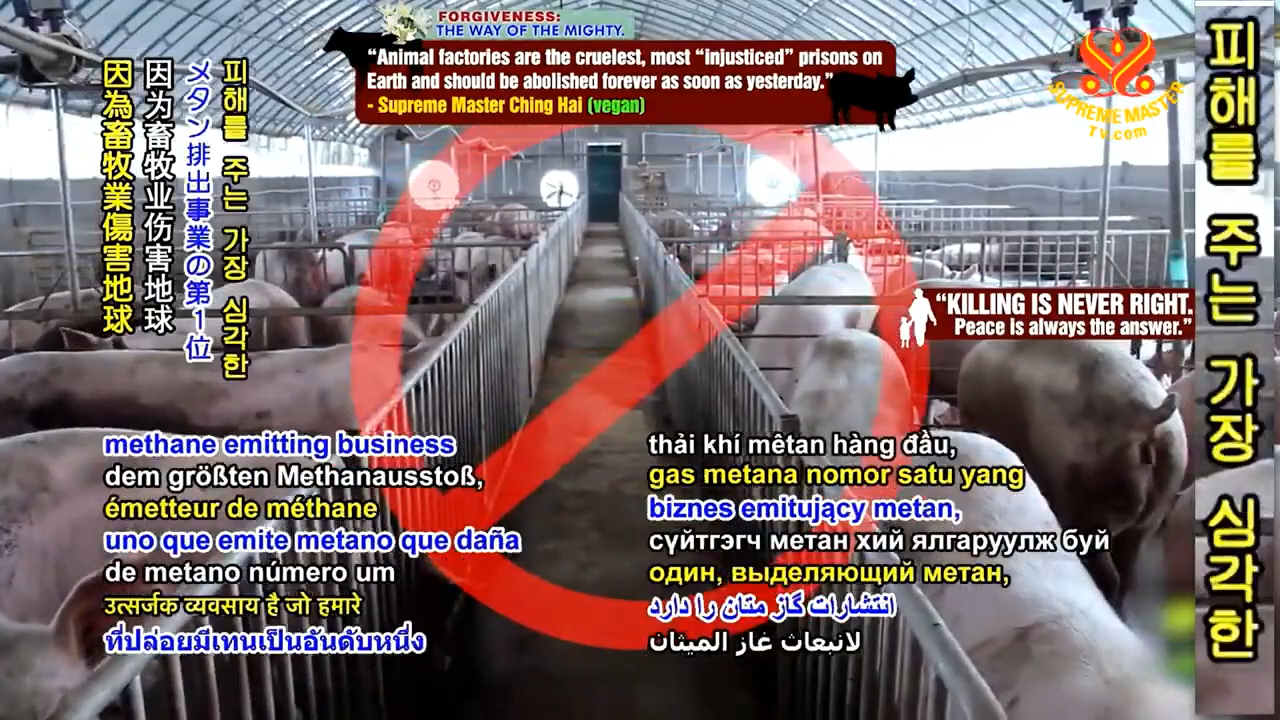 FORGIVENESS:
THE WAY OF THE MIGHTY.
“Animal factories are the cruelest, most “injusticed” prisons on
Earth and should be abolished forever as soon as yesterday.”
- Supreme Master Ching Hai (vegan)
SUPREME MASTER
TV.com
피해를 주는 가장 심각한
メタン排出事業の第1位
因为畜牧业伤害地球
因為畜牧業傷害地球
“KILLING IS NEVER RIGHT.
Peace is always the answer.”
methane emitting business
dem größten Methanausstoß,
émetteur de méthane
uno que emite metano que daña
de metano número um
उत्सर्जक व्यवसाय है जो हमारे
ที่ปล่อยมีเทนเป็นอันดับหนึ่ง
thải khí mêtan hàng đầu,
gas metana nomor satu yang
biznes emitujący metan,
сүйтгэгч метан хий ялгаруулж буй
один, выделяющий метан,
انتشارات گاز متان را دارد
لانبعاث غاز الميثان
피해를 주는 가장 심각한